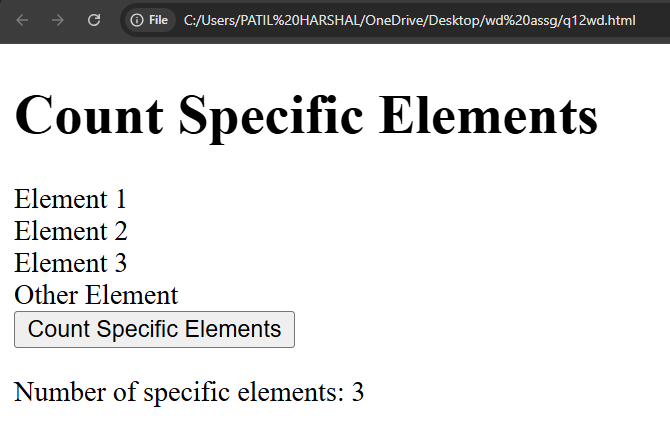 File C:/Users/PATIL%20HARSHAL/OneDrive/Desktop/wd%20assg/q12wd.html
Count Specific Elements
Element 1
Element 2
Element 3
Other Element
Count Specific Elements
Number of specific elements: 3